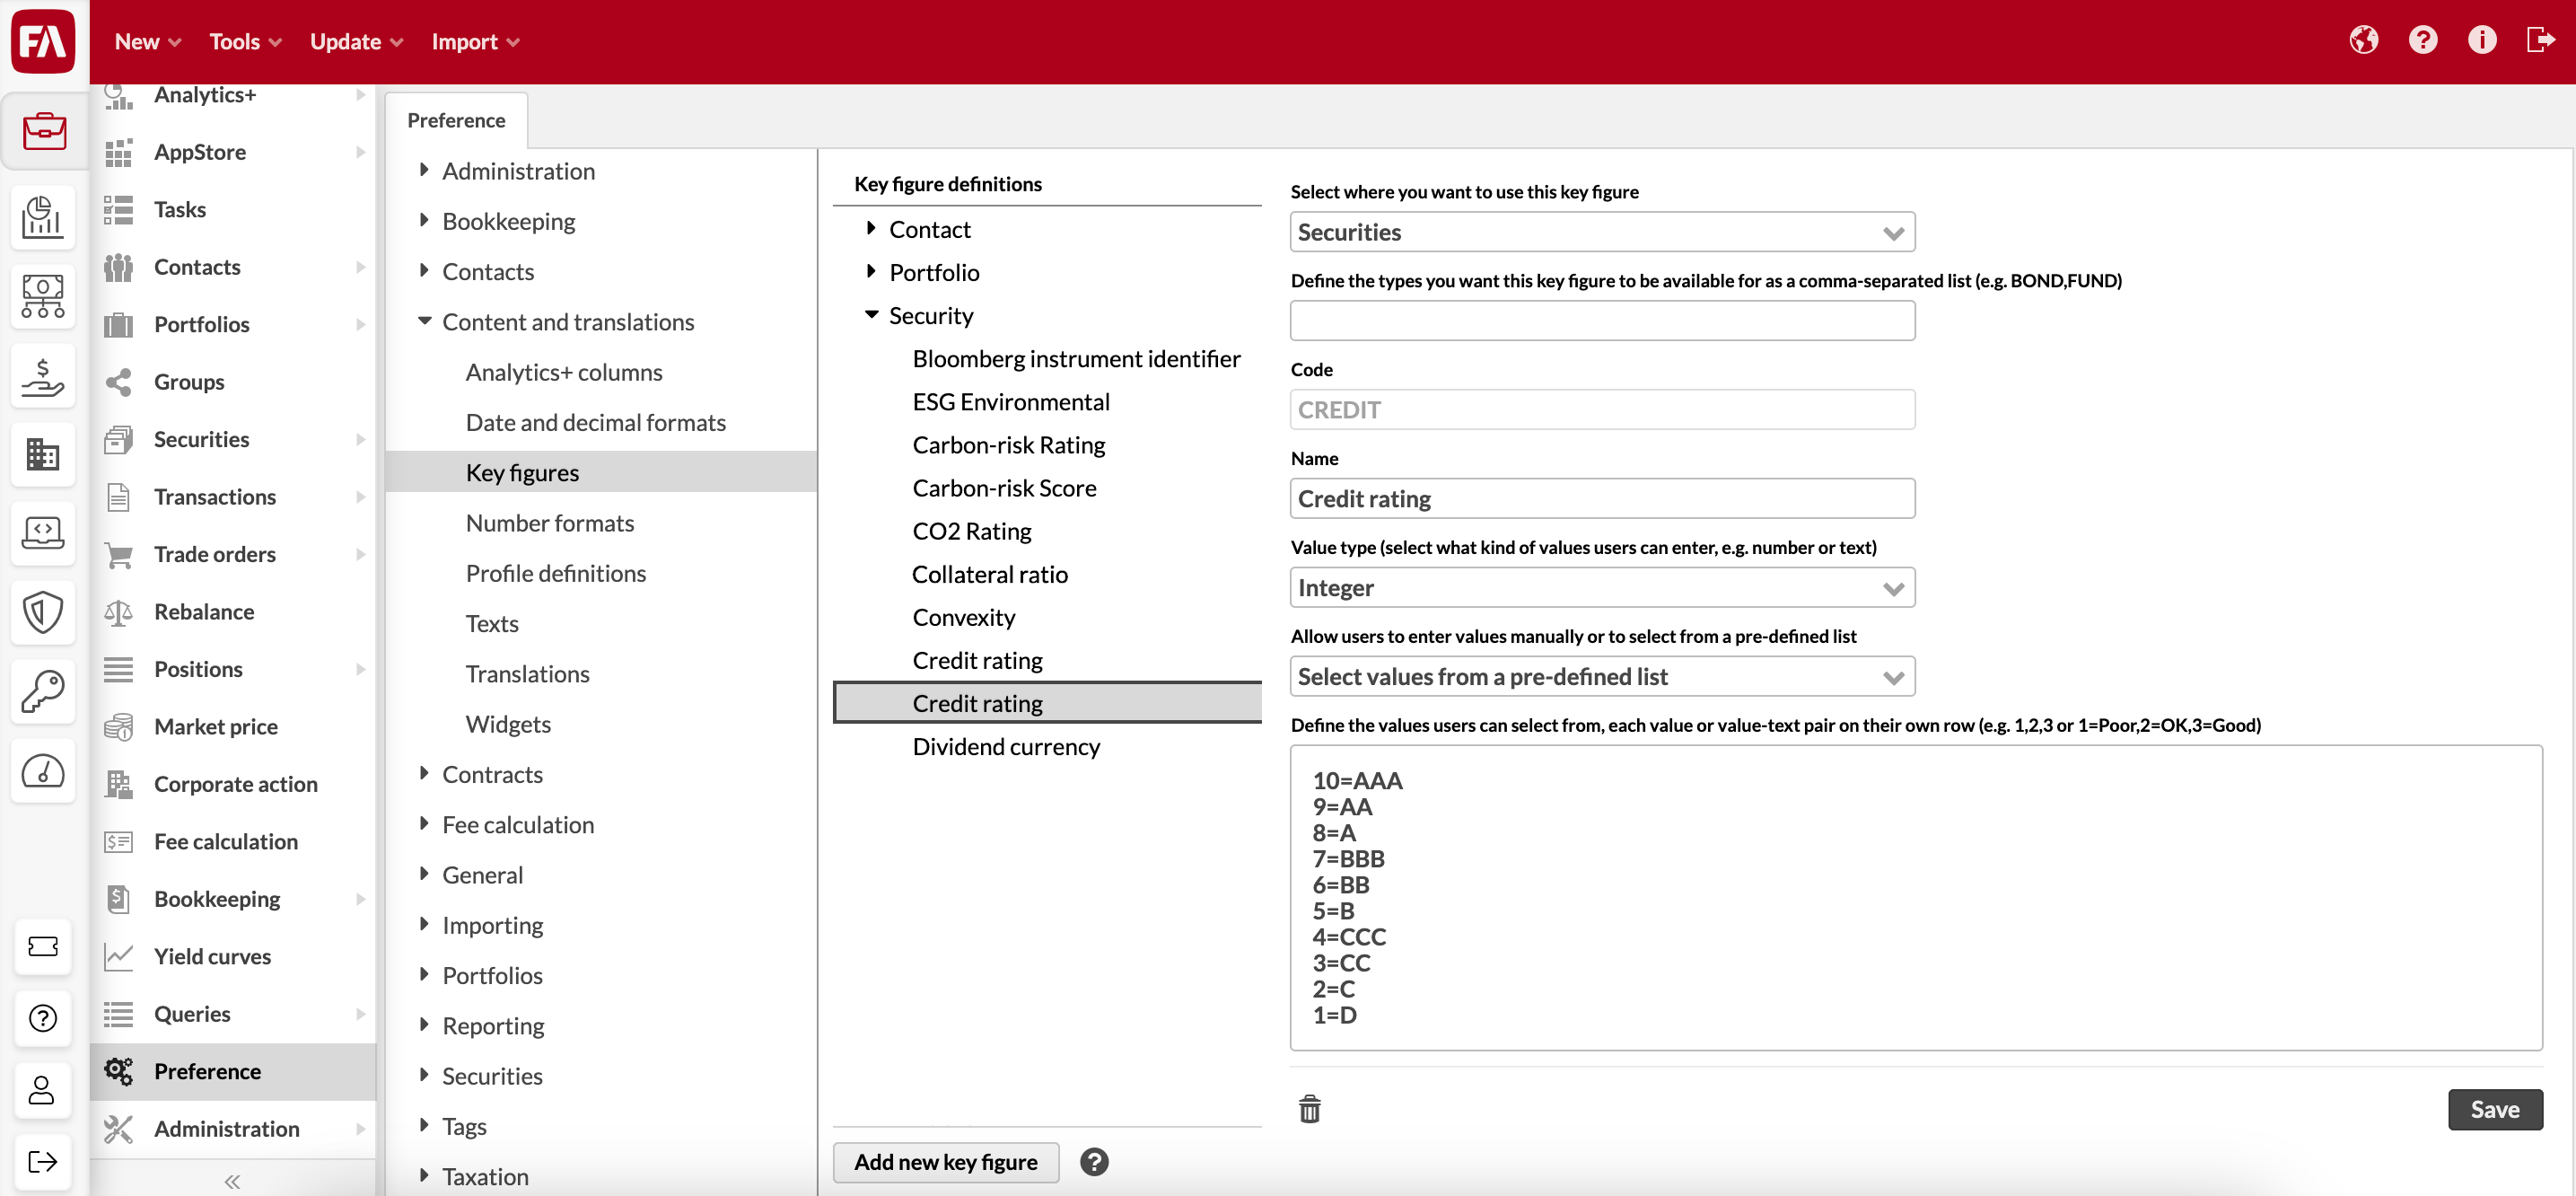 FA
New
Tools
Update
Import
Analytics+
AppStore
Tasks
Contacts
Portfolios
Groups
Securities
Transactions
Trade orders
Rebalance
Positions
Market price
Corporate action
Fee calculation
Bookkeeping
Yield curves
Queries
Preference
Administration
Preference
Administration
Bookkeeping
Contacts
Content and translations
Analytics+ columns
Date and decimal formats
Key figures
Number formats
Profile definitions
Texts
Translations
Widgets
Contracts
Fee calculation
General
Importing
Portfolios
Reporting
Securities
Tags
Taxation
Key figure definitions
Contact
Portfolio
Security
Bloomberg instrument identifier
ESG Environmental
Carbon-risk Rating
Carbon-risk Score
CO2 Rating
Collateral ratio
Convexity
Credit rating
Credit rating
Dividend currency
Add new key figure
Select where you want to use this key figure
Securities
Define the types you want this key figure to be available for as a comma-separated list (e.g. BOND,FUND)
Code
CREDIT
Name
Credit rating
Value type (select what kind of values users can enter, e.g. number or text)
Integer
Allow users to enter values manually or to select from a pre-defined list
Select values from a pre-defined list
Define the values users can select from, each value or value-text pair on their own row (e.g. 1,2,3 or 1=Poor,2=OK,3=Good)
10=AAA
9=AA
8=A
7=BBB
6=BB
5=B
4=CCC
3=CC
2=C
1=D
Save